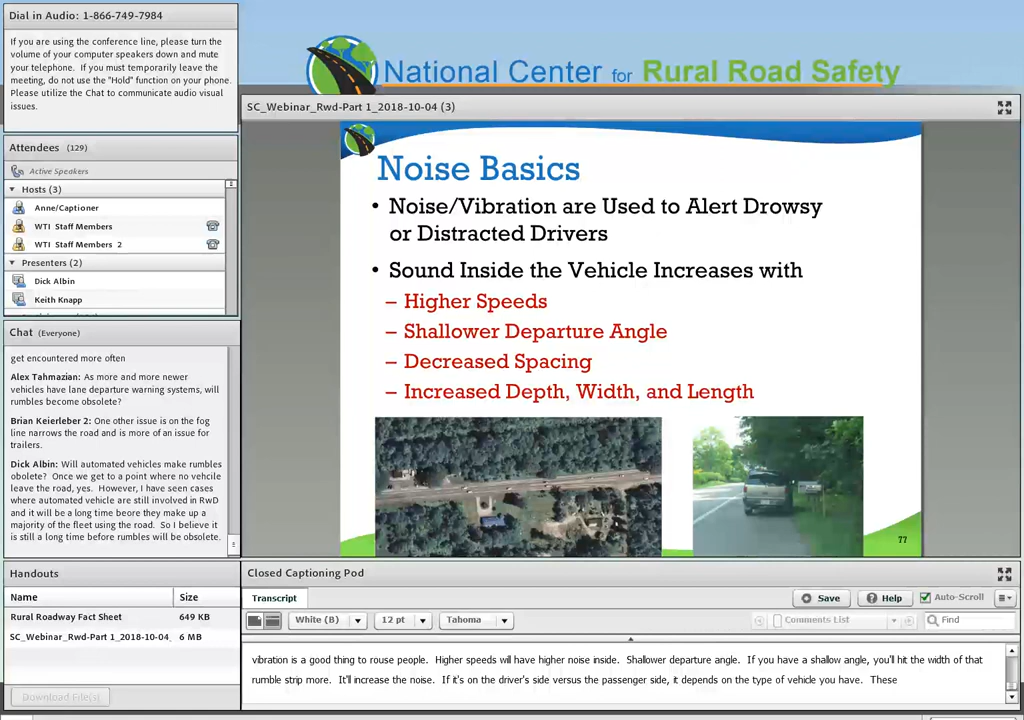 Dial in Audio: 1-866-749-7984
If you are using the conference line, please turn the
volume of your computer speakers down and mute
your telephone. If you must temporarily leave the
meeting, do not use the "Hold" function on your phone.
Please utilize the Chat to communicate audio visual
issues.
National Center for Rural Road Safety
Attendees (129)
Active Speakers
Hosts (3)
Anne/Captioner
WTI Staff Members
WTI Staff Members 2
Presenters (2)
Dick Albin
Keith Knapp
Chat (Everyone)
get encountered more often
Alex Tahmazian: As more and more newer
vehicles have lane departure warning systems, will
rumbles become obsolete?
Brian Keierleber 2: One other issue is on the fog
line narrows the road and is more of an issue for
trailers.
Dick Albin: Will automated vehicles make rumbles
obolete? Once we get to a point where no vehcile
leave the road, yes. However, I have seen cases
where automated vehicle are still involved in RwD
and it will be a long time beore they make up a
majority of the fleet using the road. So I believe it
is still a long time before rumbles will be obsolete.
SC_Webinar_Rwd-Part 1_2018-10-04 (3)
Noise Basics
• Noise/Vibration are Used to Alert Drowsy
or Distracted Drivers
• Sound Inside the Vehicle Increases with
– Higher Speeds
– Shallower Departure Angle
– Decreased Spacing
– Increased Depth, Width, and Length
77
Handouts
Name Size
Rural Roadway Fact Sheet 649 KB
SC_Webinar_Rwd-Part 1_2018-10-04 6 MB
Download File(s)
Closed Captioning Pod
Transcript Save Help Auto-Scroll
White (B) 12 pt Tahoma Comments List Find
vibration is a good thing to rouse people. Higher speeds will have higher noise inside. Shallower departure angle. If you have a shallow angle, you'll hit the width of that
rumble strip more. It'll increase the noise. If it's on the driver's side versus the passenger side, it depends on the type of vehicle you have. These